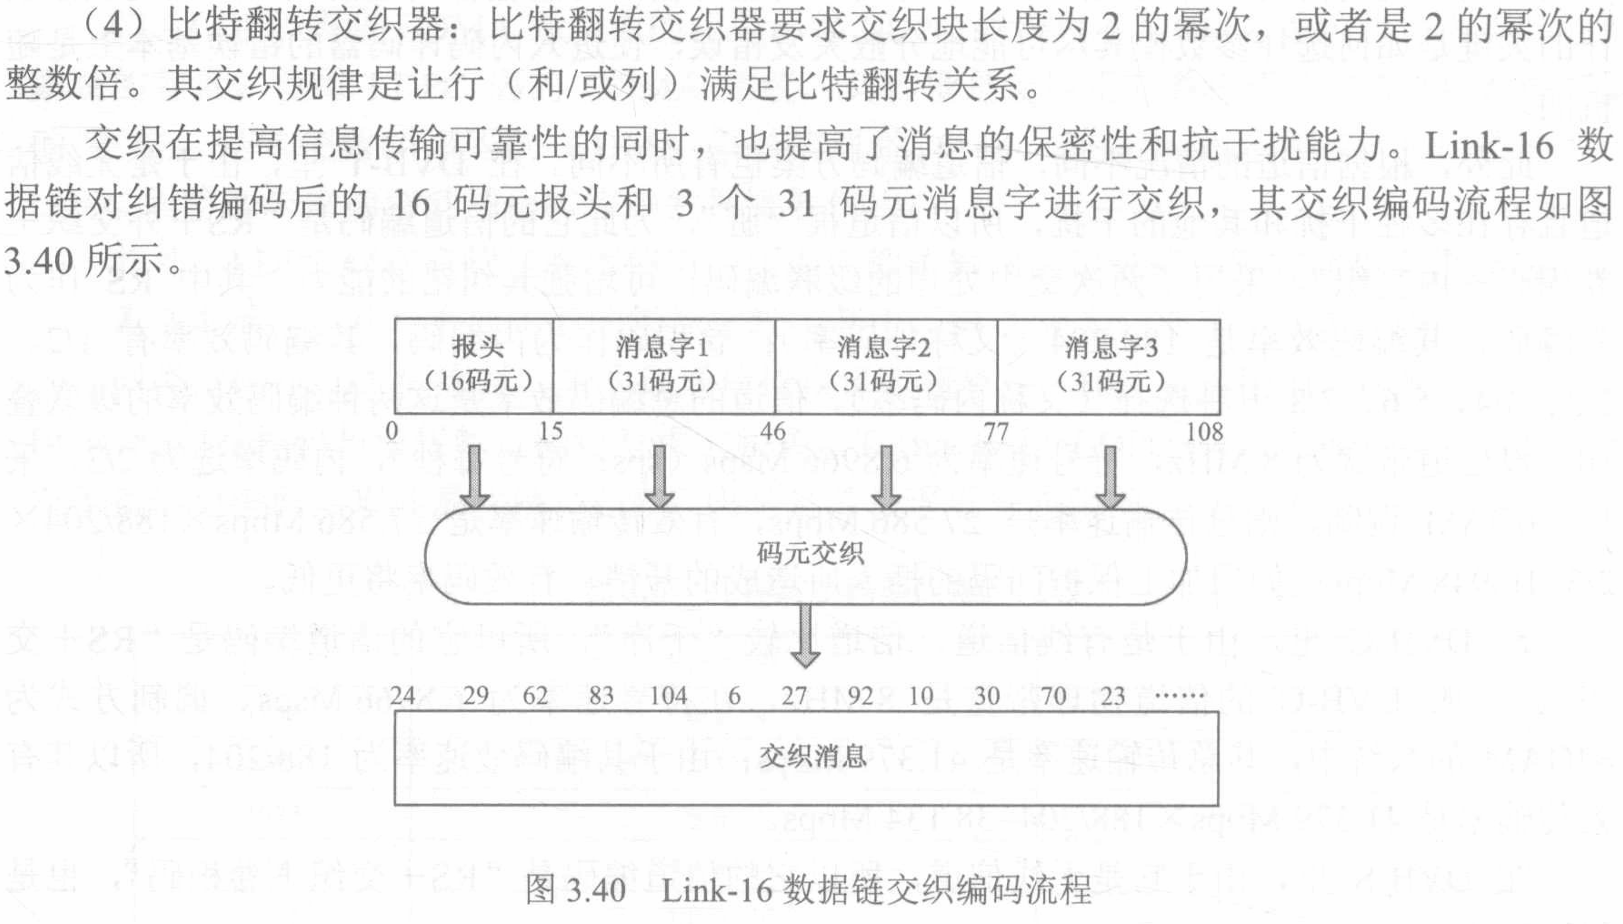 （4）比特翻转交织器：比特翻转交织器要求交织块长度为 2 的幂次，或者是 2 的幂次的
整数倍。其交织规律是让行（和/或列）满足比特翻转关系。
交织在提高信息传输可靠性的同时，也提高了消息的保密性和抗干扰能力。Link-16 数
据链对纠错编码后的 16 码元报头和 3 个 31 码元消息字进行交织，其交织编码流程如图
3.40 所示。
报头 消息字1 消息字2 消息字3
（16码元） （31码元） （31码元） （31码元）
0 15 46 77 108
码元交织
24 29 62 83 104 6 27 92 10 30 70 23 ……
交织消息
图 3.40 Link-16 数据链交织编码流程